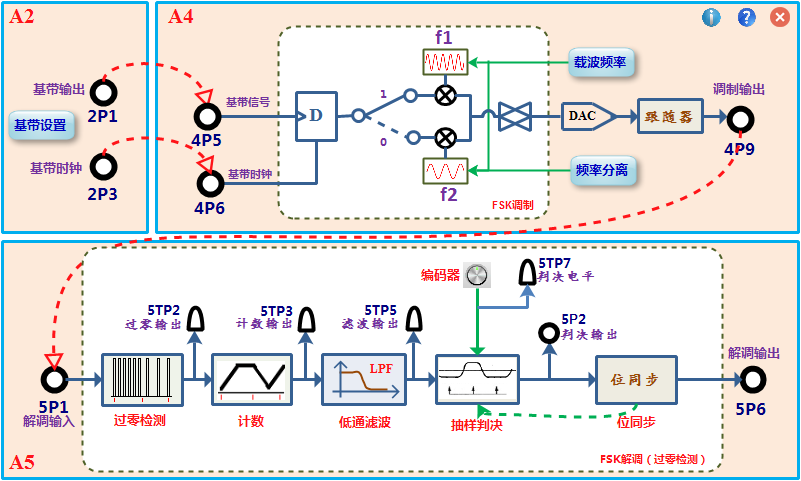 A2
基带输出
2P1
基带设置
基带时钟
2P3
A4
f1
载波频率
调制输出
基带信号
4P5
D
1
0
DAC
跟随器
4P9
基带时钟
4P6
f2
频率分离
FSK调制
编码器
5TP7
判决电平
5TP2
过零输出
5TP3
计数输出
5TP5
滤波输出
5P2
判决输出
解调输出
LPF
位同步
5P1
解调输入
过零检测
计数
低通滤波
抽样判决
位同步
5P6
A5
FSK解调（过零检测）